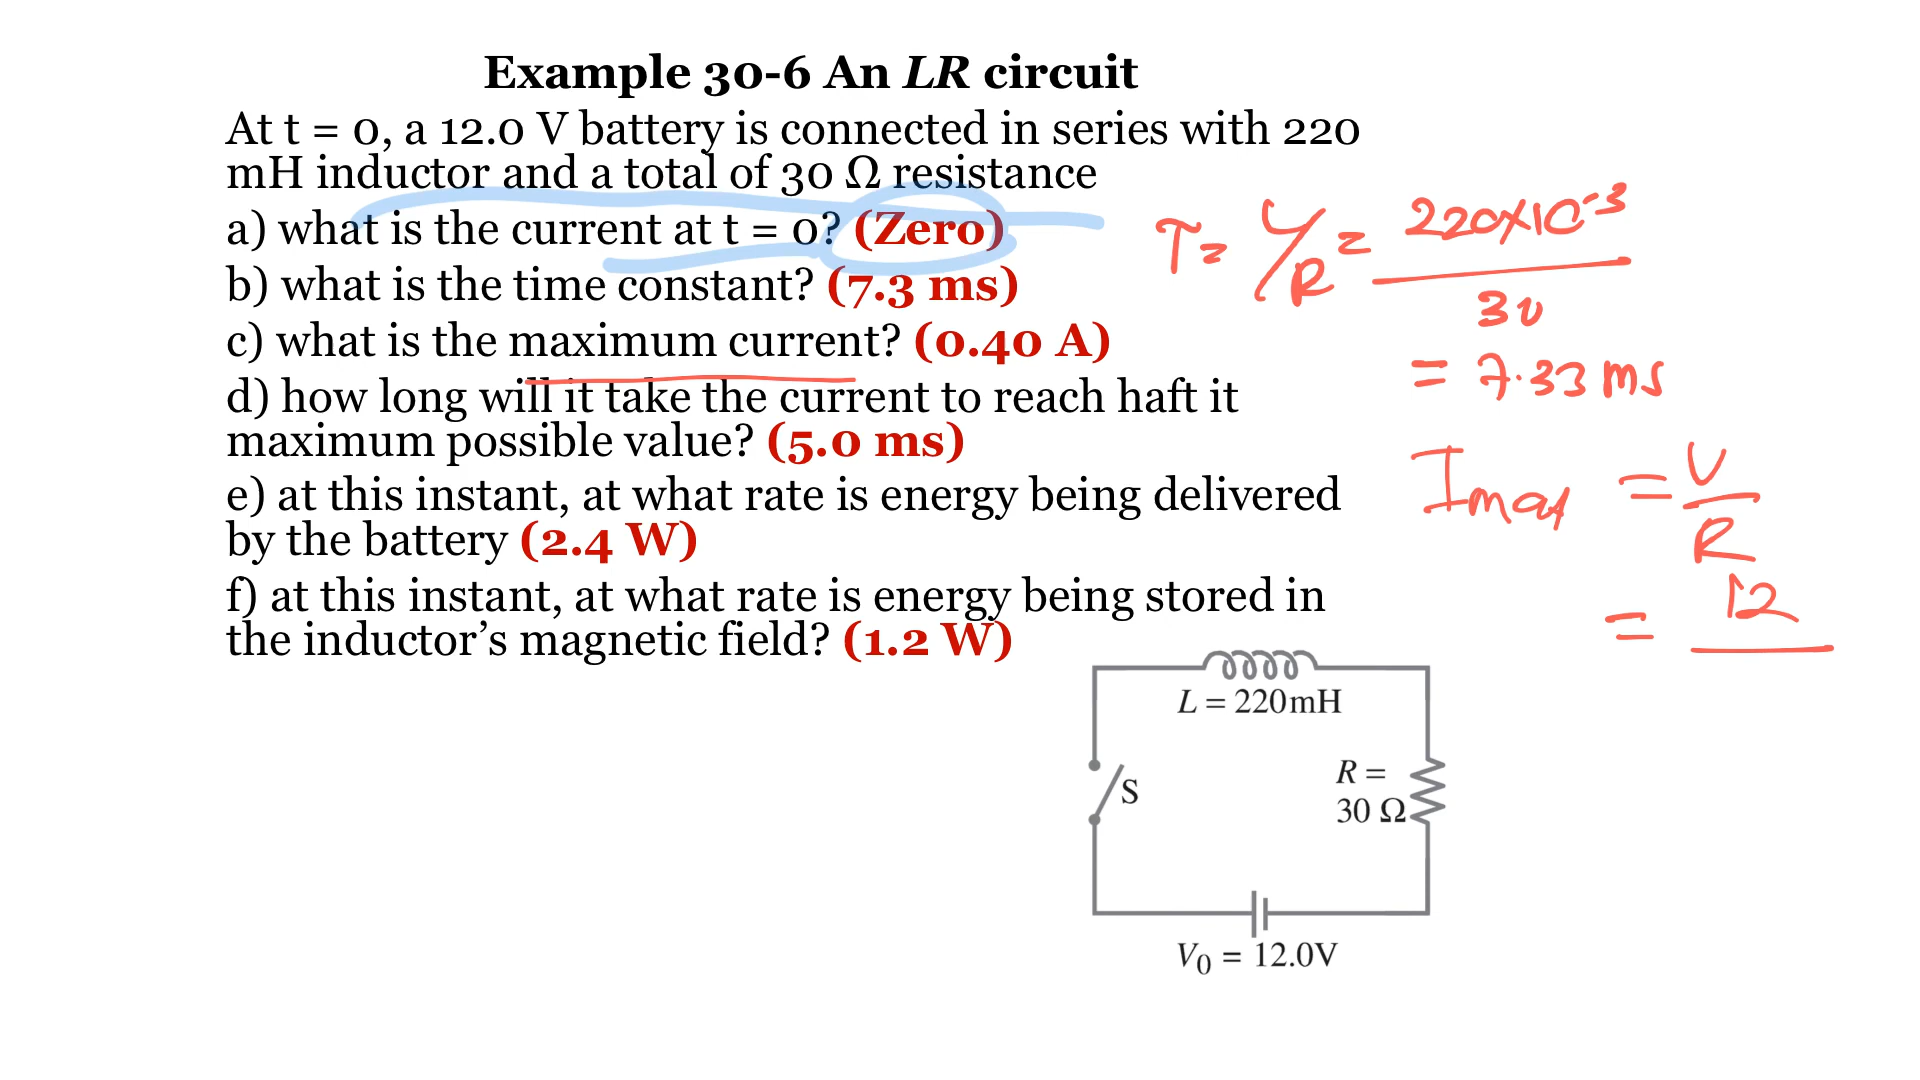 Example 30-6 An LR circuit
At t = 0, a 12.0 V battery is connected in series with 220
mH inductor and a total of 30 Ω resistance
a) what is the current at t = 0? (Zero)
b) what is the time constant? (7.3 ms)
c) what is the maximum current? (0.40 A)
d) how long will it take the current to reach haft it
maximum possible value? (5.0 ms)
e) at this instant, at what rate is energy being delivered
by the battery (2.4 W)
f) at this instant, at what rate is energy being stored in
the inductor’s magnetic field? (1.2 W)
τ = L/R = 220×10⁻³
30
= 7.33 ms
Imax = V
R
= 12
L = 220mH
S
R =
30 Ω
V₀ = 12.0V